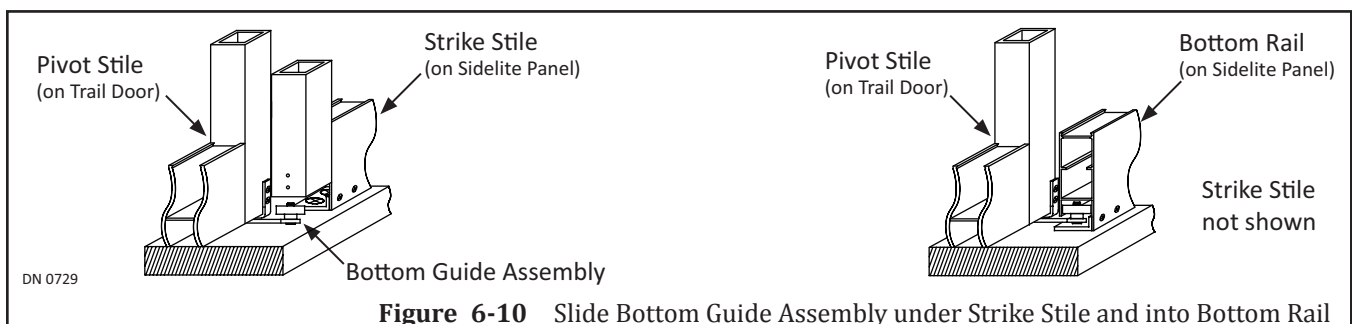 Pivot Stile
(on Trail Door)
Strike Stile
(on Sidelite Panel)
Bottom Guide Assembly
DN 0729
Pivot Stile
(on Trail Door)
Bottom Rail
(on Sidelite Panel)
Strike Stile
not shown
Figure 6-10 Slide Bottom Guide Assembly under Strike Stile and into Bottom Rail